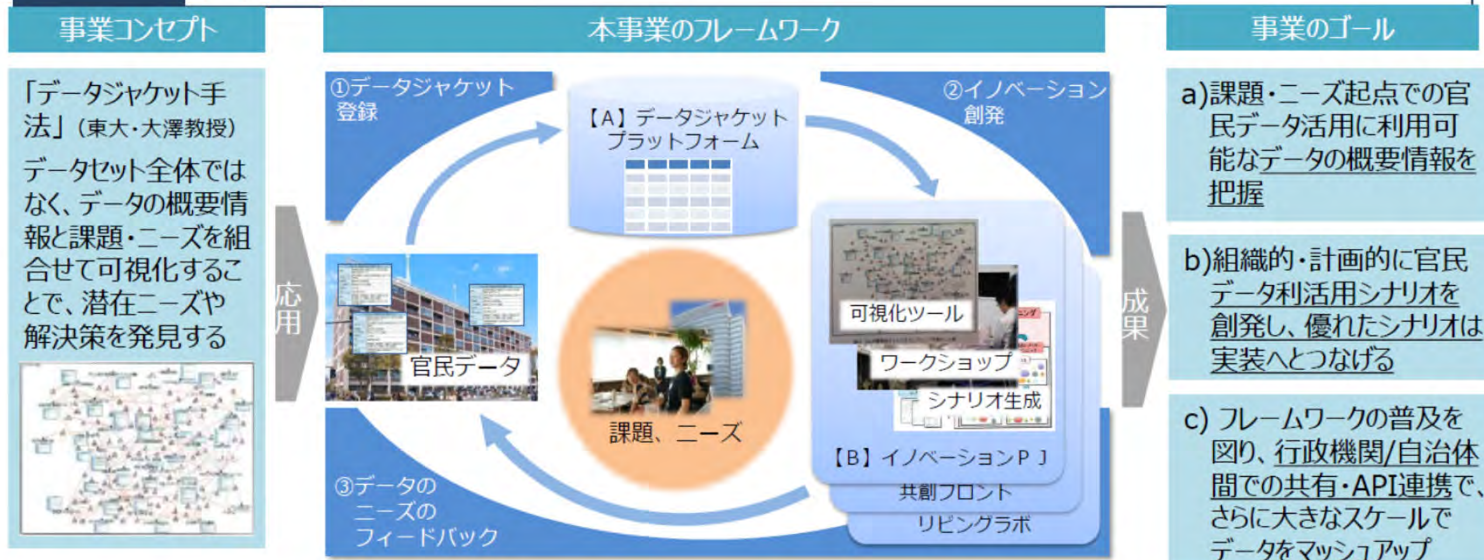 事業コンセプト
「データジャケット手
法」（東大・大澤教授）
データセット全体では
なく、データの概要情
報と課題・ニーズを組
合せて可視化するこ
とで、潜在ニーズや
解決策を発見する
応用
本事業のフレームワーク
①データジャケット
登録
【A】データジャケット
プラットフォーム
②イノベーション
創発
官民データ
課題、ニーズ
可視化ツール
ワークショップ
シナリオ生成
【B】イノベーションＰＪ
共創フロント
リビングラボ
③データの
ニーズの
フィードバック
成果
事業のゴール
a)課題・ニーズ起点での官
民データ活用に利用可
能なデータの概要情報を
把握
b)組織的・計画的に官民
データ利活用シナリオを
創発し、優れたシナリオは
実装へとつなげる
c) フレームワークの普及を
図り、行政機関/自治体
間での共有・API連携で、
さらに大きなスケールで
データをマッシュアップ